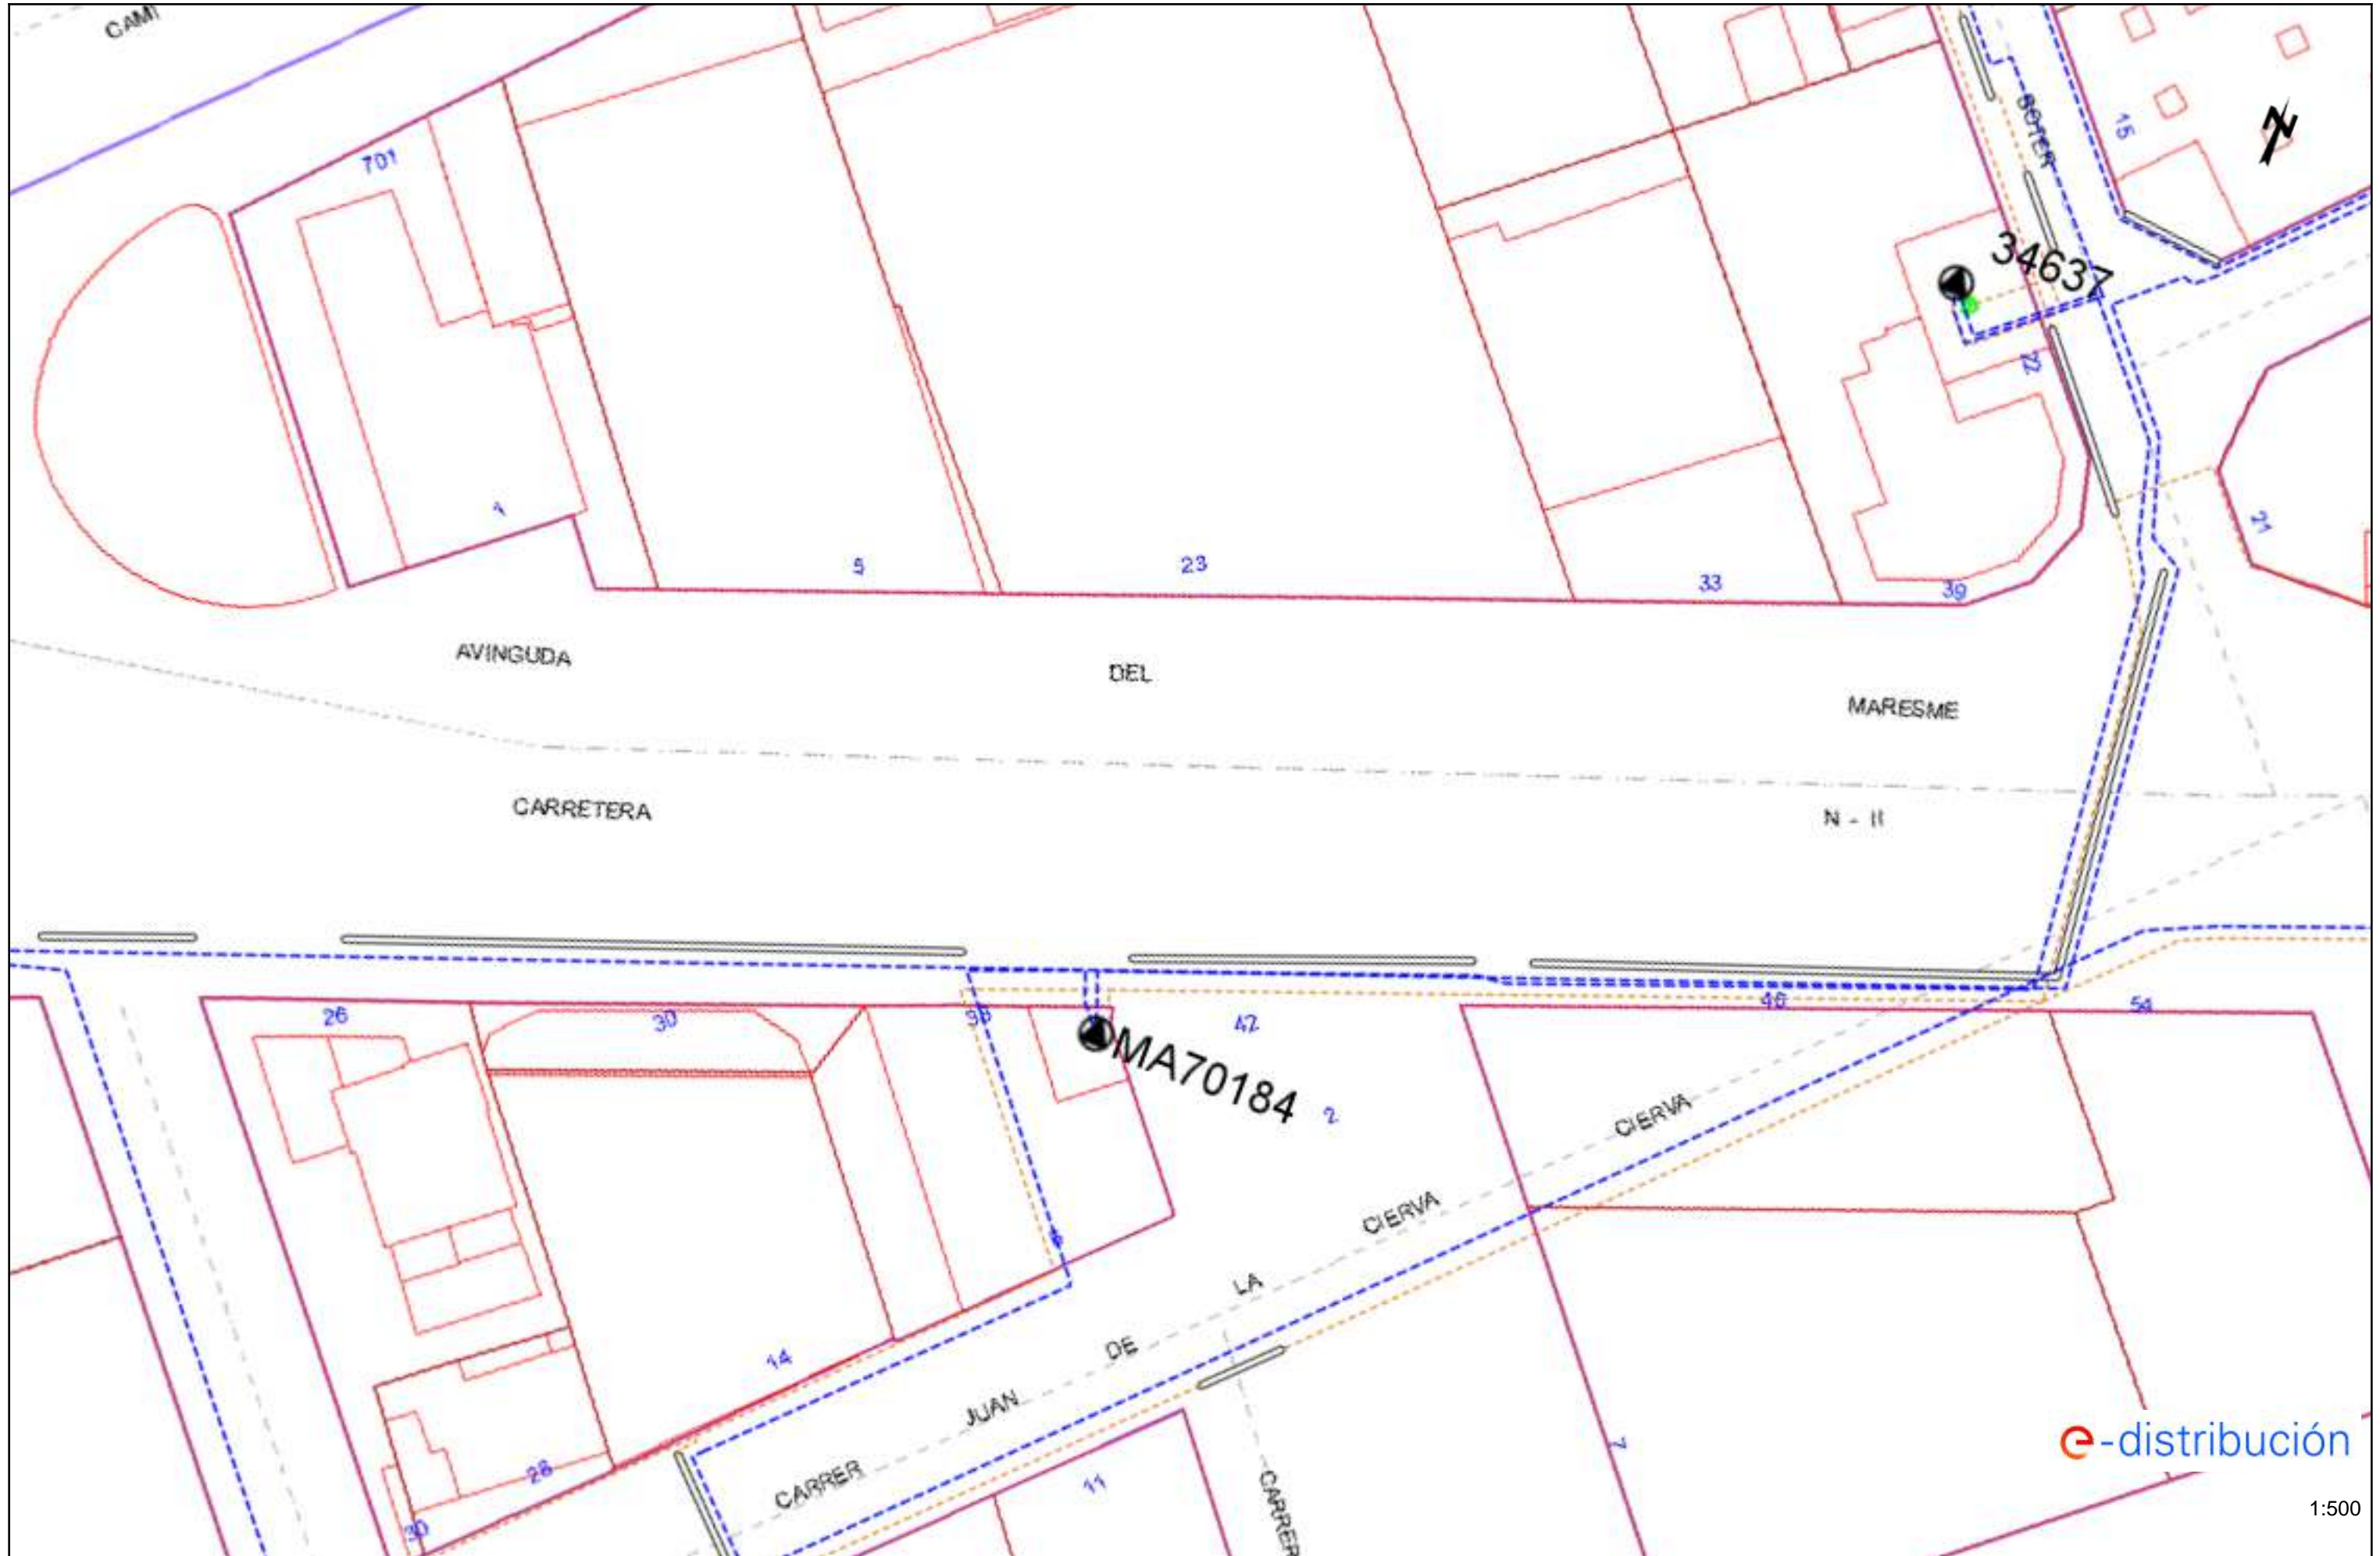 CAMI
701
SOTER
15
N
34637
22
1
5
23
33
39
21
AVINGUDA DEL MARESME
CARRETERA N - II
26
30
38
42
46
54
MA70184
2
CIERVA
CIERVA
LA
DE
JUAN
CARRER
14
28
30
11
7
CARRER
e-distribución
1:500